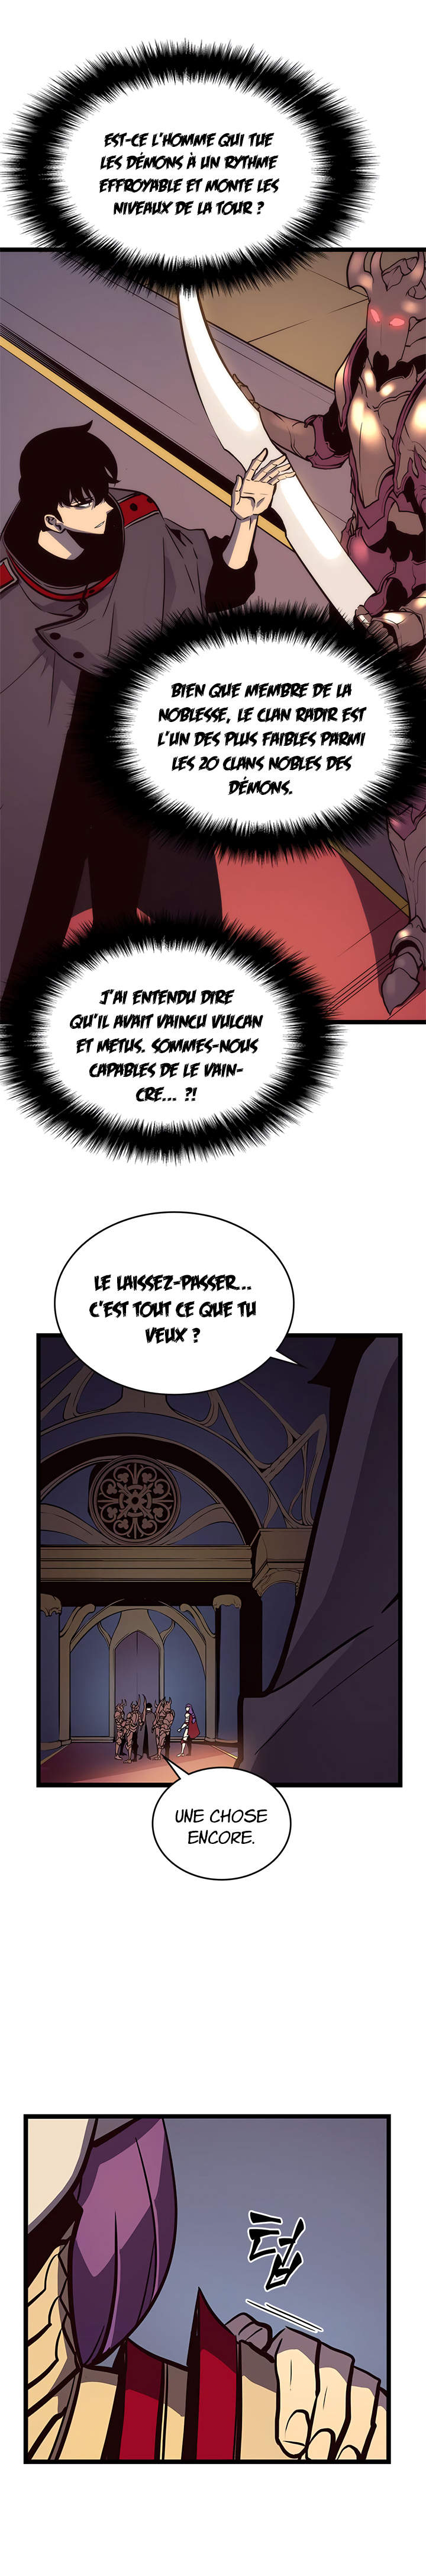 EST-CE L'HOMME QUI TUE
LES DÉMONS À UN RYTHME
EFFROYABLE ET MONTE LES
NIVEAUX DE LA TOUR ?
BIEN QUE MEMBRE DE LA
NOBLESSE, LE CLAN RADIR EST
L'UN DES PLUS FAIBLES PARMI
LES 20 CLANS NOBLES DES
DÉMONS.
J'AI ENTENDU DIRE
QU'IL AVAIT VAINCU VULCAN
ET METUS. SOMMES-NOUS
CAPABLES DE LE VAIN-
CRE... ?!
LE LAISSEZ-PASSER...
C'EST TOUT CE QUE TU
VEUX ?
UNE CHOSE
ENCORE.
텁